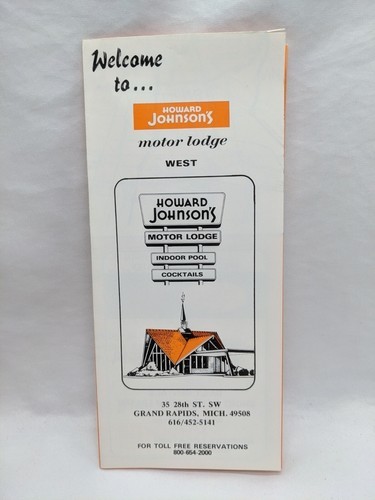 Welcome
to...
HOWARD
JOHNSON'S
motor lodge
WEST
HOWARD
JOHNSON'S
MOTOR LODGE
INDOOR POOL
COCKTAILS
35 28th ST. SW
GRAND RAPIDS, MICH. 49508
616/452-5141
FOR TOLL FREE RESERVATIONS
800-654-2000